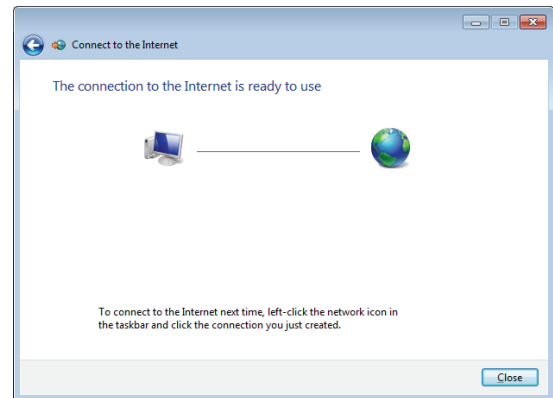 Connect to the Internet
The connection to the Internet is ready to use
To connect to the Internet next time, left-click the network icon in
the taskbar and click the connection you just created.
Close